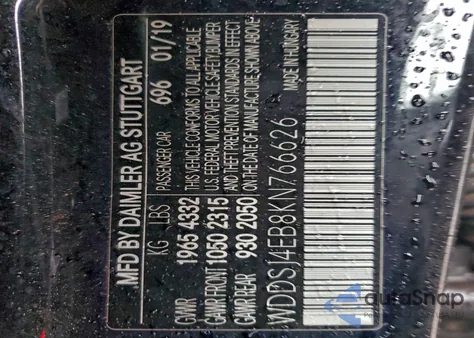 MFD BY DAIMLER AG STUTTGART
KG LBS PASSENGER CAR 696 01/19
GVWR 1965 4332 THIS VEHICLE CONFORMS TO ALL APPLICABLE
GAWR FRONT 1050 2315 U.S. FEDERAL MOTOR VEHICLE SAFETY, BUMPER
AND THEFT PREVENTION STANDARDS IN EFFECT
GAWR REAR 930 2050 ON THE DATE OF MANUFACTURE SHOWN ABOVE
WDDSJ4EB8KN766626
MADE IN HUNGARY
autoSnap